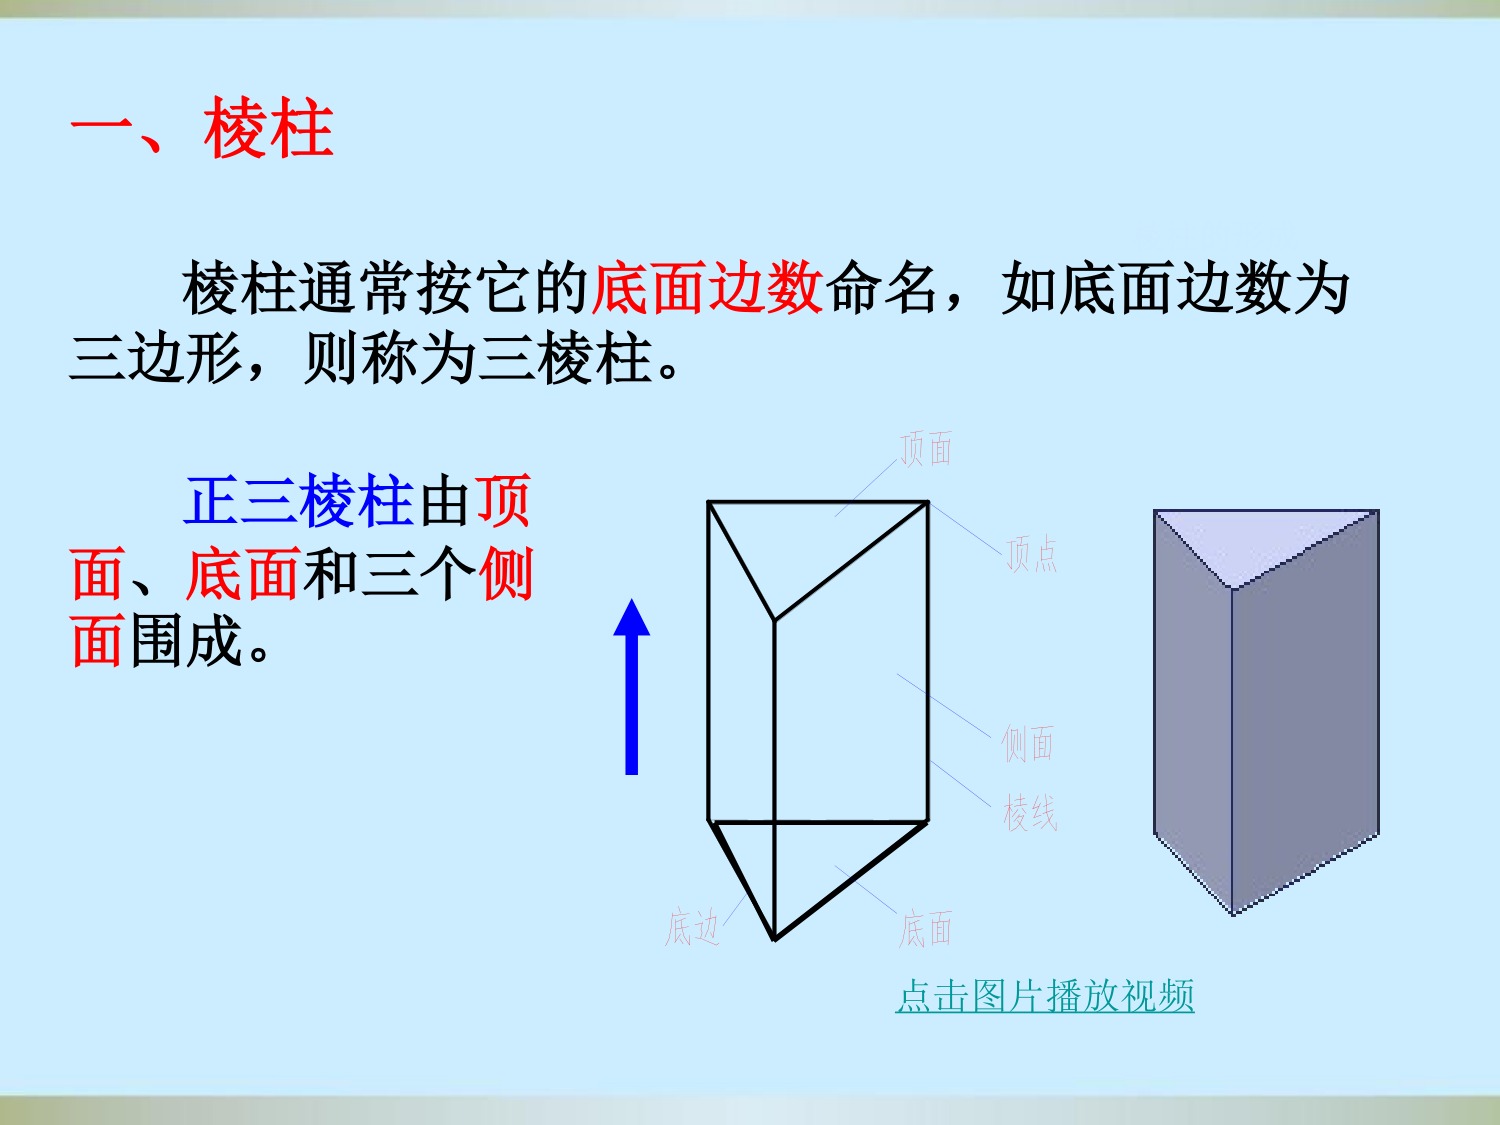 一、棱柱
棱柱通常按它的底面边数命名，如底面边数为
三边形，则称为三棱柱。
正三棱柱由顶
面、底面和三个侧
面围成。
顶面
顶点
侧面
棱线
底边
底面
点击图片播放视频